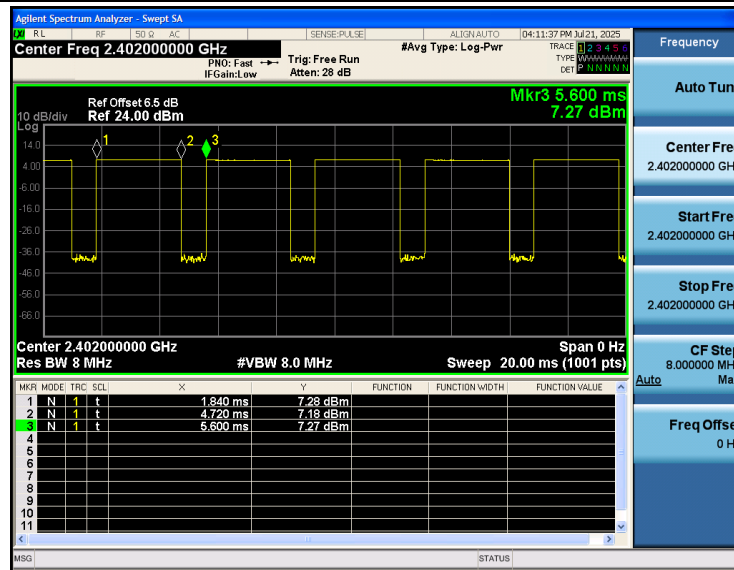 Agilent Spectrum Analyzer - Swept SA
RL RF 50 Ω AC SENSE:PULSE ALIGN AUTO 04:11:37 PM Jul 21, 2025
Center Freq 2.402000000 GHz
PNO: Fast
IFGain:Low
Trig: Free Run
Atten: 28 dB
#Avg Type: Log-Pwr
TRACE 1 2 3 4 5 6
TYPE
DET P N N N N N
Frequency
Mkr3 5.600 ms
7.27 dBm
Ref Offset 6.5 dB
Ref 24.00 dBm
10 dB/div
Log
1
2
3
14.0
4.00
-6.00
-16.0
-26.0
-36.0
-46.0
-56.0
-66.0
Center 2.402000000 GHz Span 0 Hz
Res BW 8 MHz #VBW 8.0 MHz Sweep 20.00 ms (1001 pts)
MKR MODE TRC SCL X Y FUNCTION FUNCTION WIDTH FUNCTION VALUE
1 N 1 t 1.840 ms 7.28 dBm
2 N 1 t 4.720 ms 7.18 dBm
3 N 1 t 5.600 ms 7.27 dBm
4
5
6
7
8
9
10
11
MSG STATUS
Auto Tun
Center Fre
2.402000000 GH
Start Fre
2.402000000 GH
Stop Fre
2.402000000 GH
CF Step
8.000000 MH
Auto Ma
Freq Offse
0 H